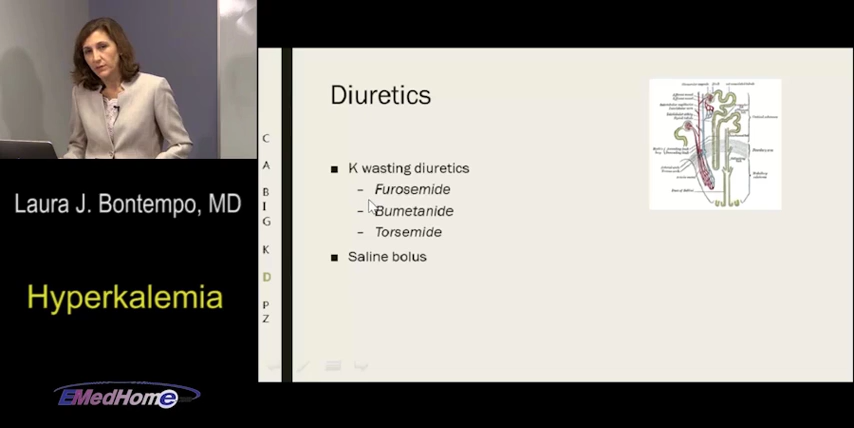 Diuretics
C
A
B
I
G
K
D
P
Z
■ K wasting diuretics
– Furosemide
– Bumetanide
– Torsemide
■ Saline bolus
Laura J. Bontempo, MD
Hyperkalemia
EMedHome